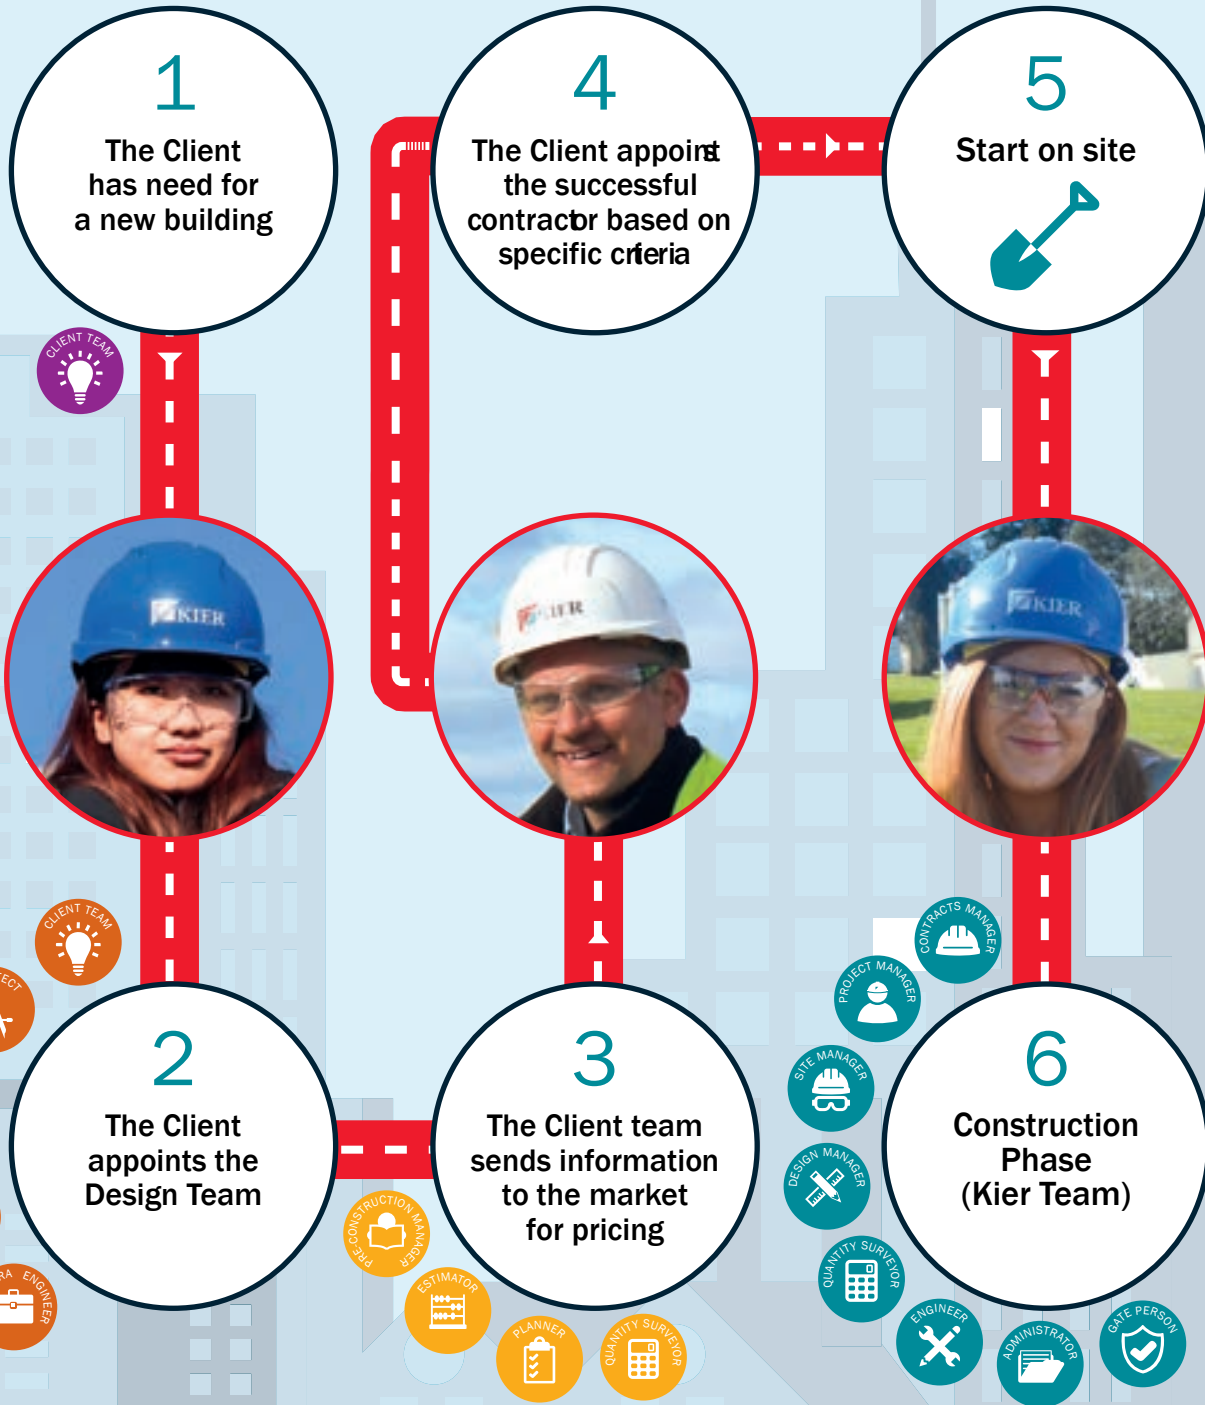 1
The Client
has need for
a new building
CLIENT TEAM
4
The Client appoinst
the successful
contractor based on
specific criteria
5
Start on site
KIER
KIER
KIER
CLIENT TEAM
2
The Client
appoints the
Design Team
ENGINEER
3
The Client team
sends information
to the market
for pricing
PRE-CONSTRUCTION MANAGER
ESTIMATOR
PLANNER
QUANTITY SURVEYOR
6
Construction
Phase
(Kier Team)
CONTRACTS MANAGER
PROJECT MANAGER
SITE MANAGER
DESIGN MANAGER
QUANTITY SURVEYOR
ENGINEER
ADMINISTRATOR
GATE PERSON